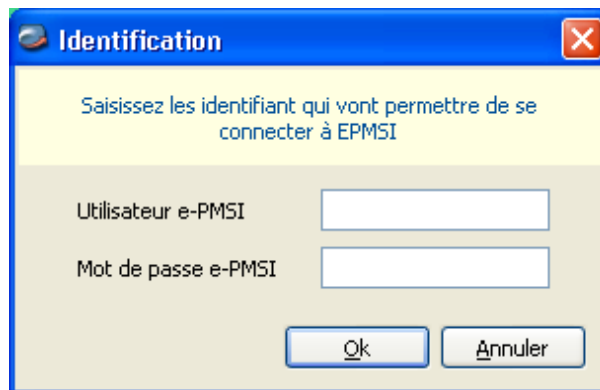 Identification
Saisissez les identifiant qui vont permettre de se
connecter à EPMSI
Utilisateur e-PMSI
Mot de passe e-PMSI
Ok
Annuler